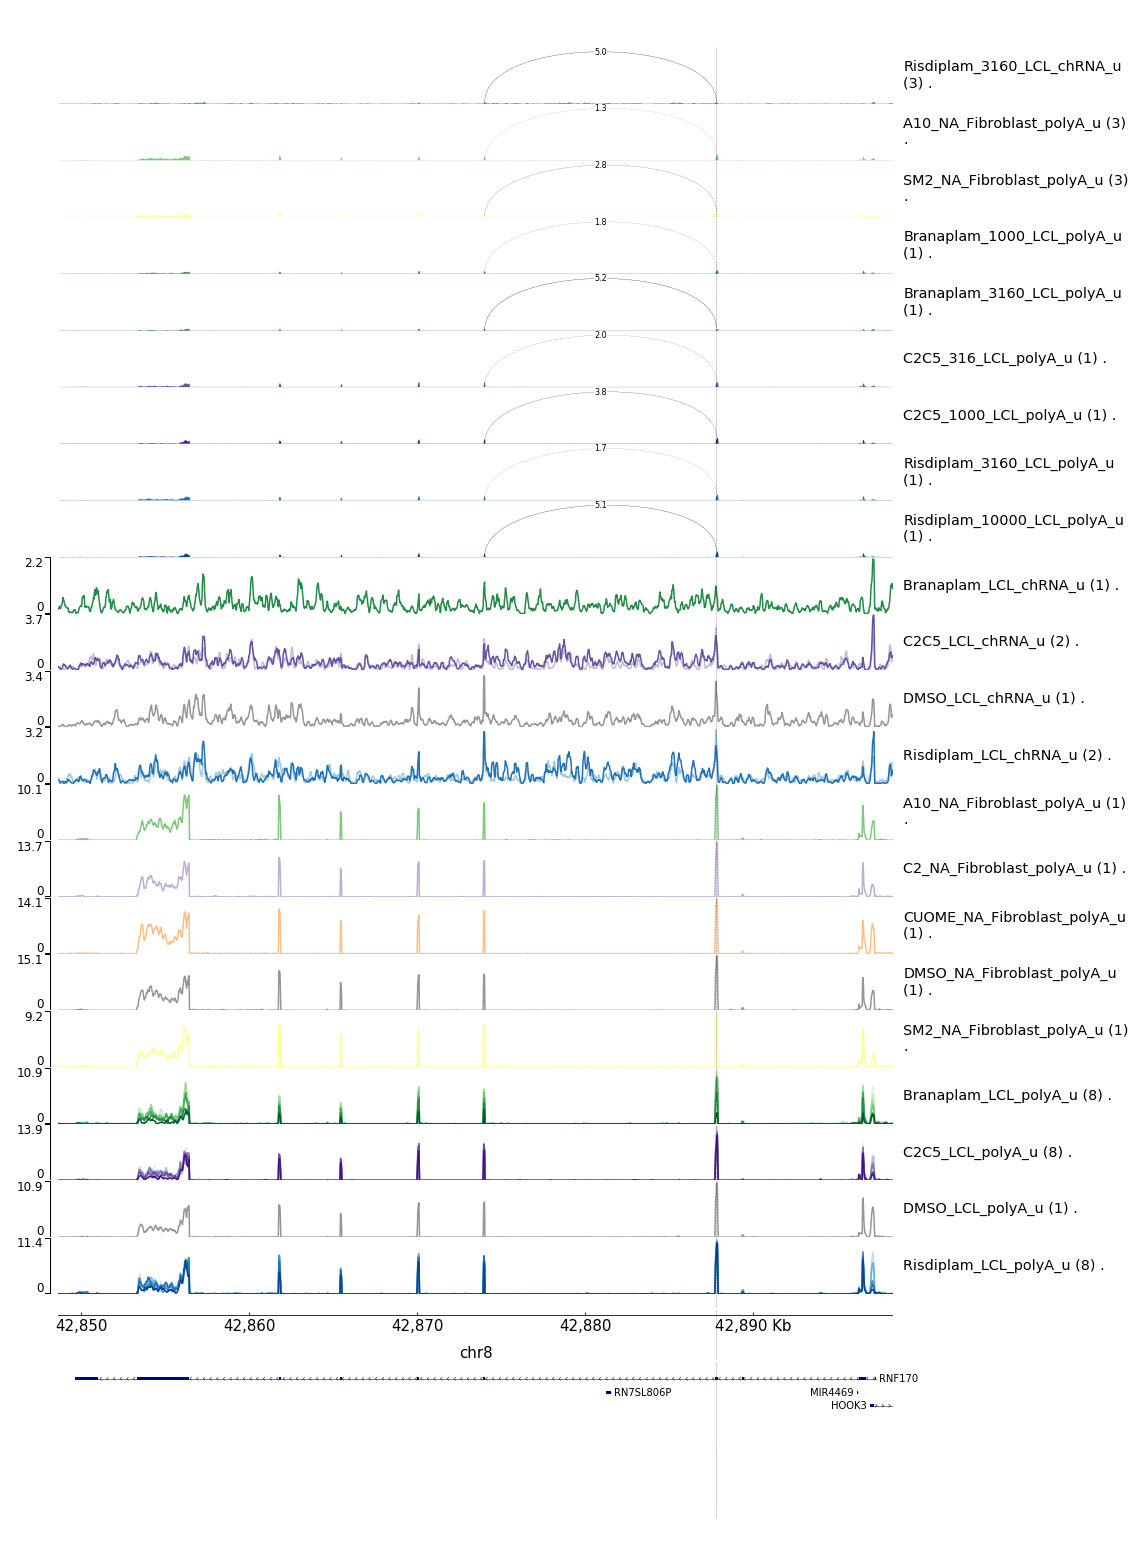 5.0
Risdiplam_3160_LCL_chRNA_u
(3) .
1.3
A10_NA_Fibroblast_polyA_u (3)
.
2.8
SM2_NA_Fibroblast_polyA_u (3)
.
1.8
Branaplam_1000_LCL_polyA_u
(1) .
5.2
Branaplam_3160_LCL_polyA_u
(1) .
2.0
C2C5_316_LCL_polyA_u (1) .
3.8
C2C5_1000_LCL_polyA_u (1) .
1.7
Risdiplam_3160_LCL_polyA_u
(1) .
5.1
Risdiplam_10000_LCL_polyA_u
(1) .
2.2
Branaplam_LCL_chRNA_u (1) .
0
3.7
C2C5_LCL_chRNA_u (2) .
0
3.4
DMSO_LCL_chRNA_u (1) .
0
3.2
Risdiplam_LCL_chRNA_u (2) .
0
10.1
A10_NA_Fibroblast_polyA_u (1)
.
0
13.7
C2_NA_Fibroblast_polyA_u (1) .
0
14.1
CUOME_NA_Fibroblast_polyA_u
(1) .
0
15.1
DMSO_NA_Fibroblast_polyA_u
(1) .
0
9.2
SM2_NA_Fibroblast_polyA_u (1)
.
0
10.9
Branaplam_LCL_polyA_u (8) .
0
13.9
C2C5_LCL_polyA_u (8) .
0
10.9
DMSO_LCL_polyA_u (1) .
0
11.4
Risdiplam_LCL_polyA_u (8) .
0
42,850 42,860 42,870 42,880 42,890 Kb
chr8
RNF170
RN7SL806P MIR4469
HOOK3